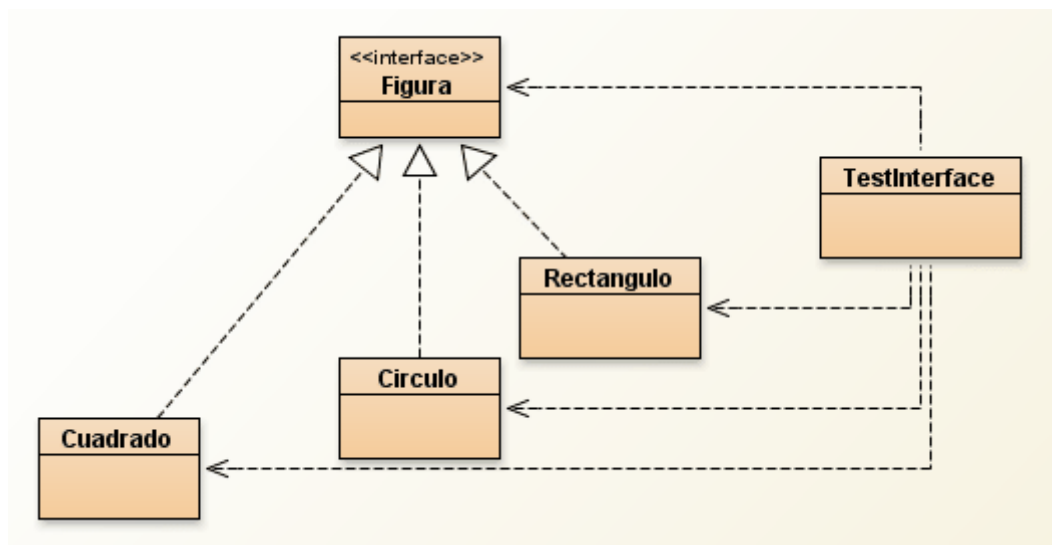 <<interface>>
Figura
TestInterface
Rectangulo
Circulo
Cuadrado